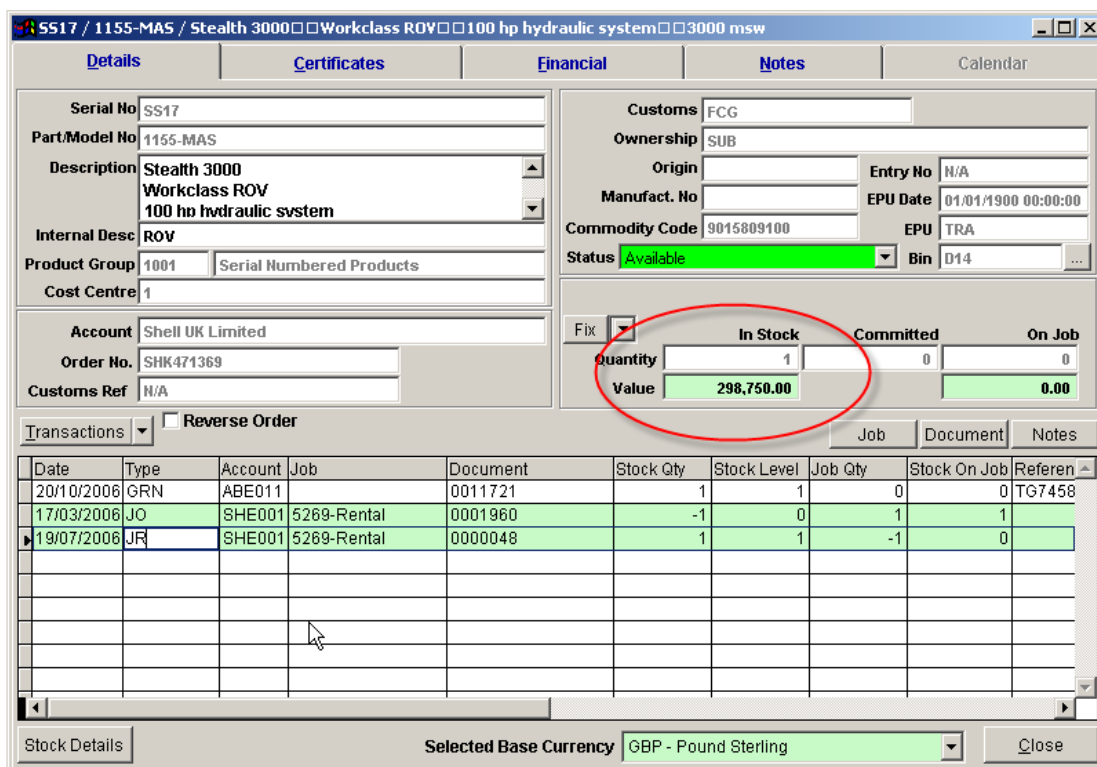 SS17 / 1155-MAS / Stealth 3000□□Workclass ROV□□100 hp hydraulic system□□3000 msw
Details Certificates Financial Notes Calendar
Serial No SS17
Part/Model No 1155-MAS
Description Stealth 3000
Workclass ROV
100 hp hydraulic system
Internal Desc ROV
Product Group 1001 Serial Numbered Products
Cost Centre 1
Account Shell UK Limited
Order No. SHK471369
Customs Ref N/A
Customs FCG
Ownership SUB
Origin Entry No N/A
Manufact. No EPU Date 01/01/1900 00:00:00
Commodity Code 9015809100 EPU TRA
Status Available Bin D14 ...
Fix In Stock Committed On Job
Quantity 1 0 0
Value 298,750.00 0.00
Transactions Reverse Order Job Document Notes
Date Type Account Job Document Stock Qty Stock Level Job Qty Stock On Job Referen
20/10/2006 GRN ABE011 0011721 1 1 0 0 TG7458
17/03/2006 JO SHE001 5269-Rental 0001960 -1 0 1 1
19/07/2006 JR SHE001 5269-Rental 0000048 1 1 -1 0
Stock Details Selected Base Currency GBP - Pound Sterling Close